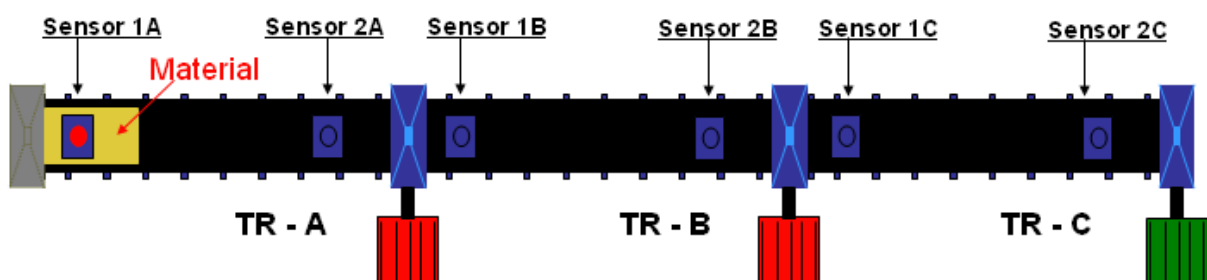 Sensor 1A
Sensor 2A
Sensor 1B
Sensor 2B
Sensor 1C
Sensor 2C
Material
TR - A
TR - B
TR - C